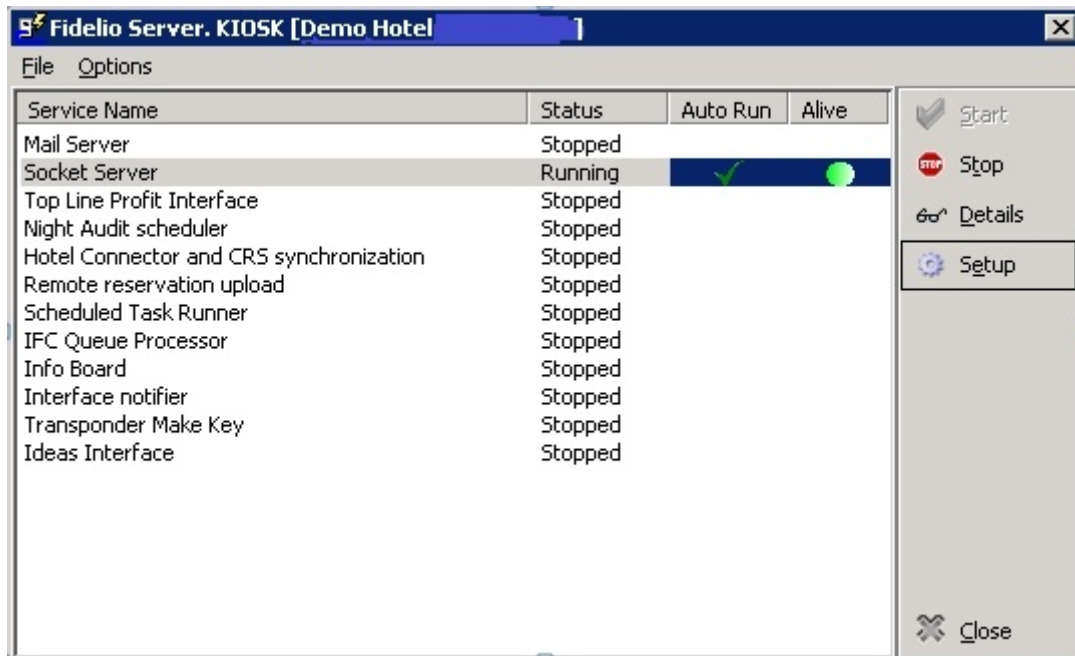 Fidelio Server. KIOSK [Demo Hotel ]
File Options
Service Name Status Auto Run Alive
Mail Server Stopped
Socket Server Running
Top Line Profit Interface Stopped
Night Audit scheduler Stopped
Hotel Connector and CRS synchronization Stopped
Remote reservation upload Stopped
Scheduled Task Runner Stopped
IFC Queue Processor Stopped
Info Board Stopped
Interface notifier Stopped
Transponder Make Key Stopped
Ideas Interface Stopped
Start
STOP Stop
Details
Setup
Close